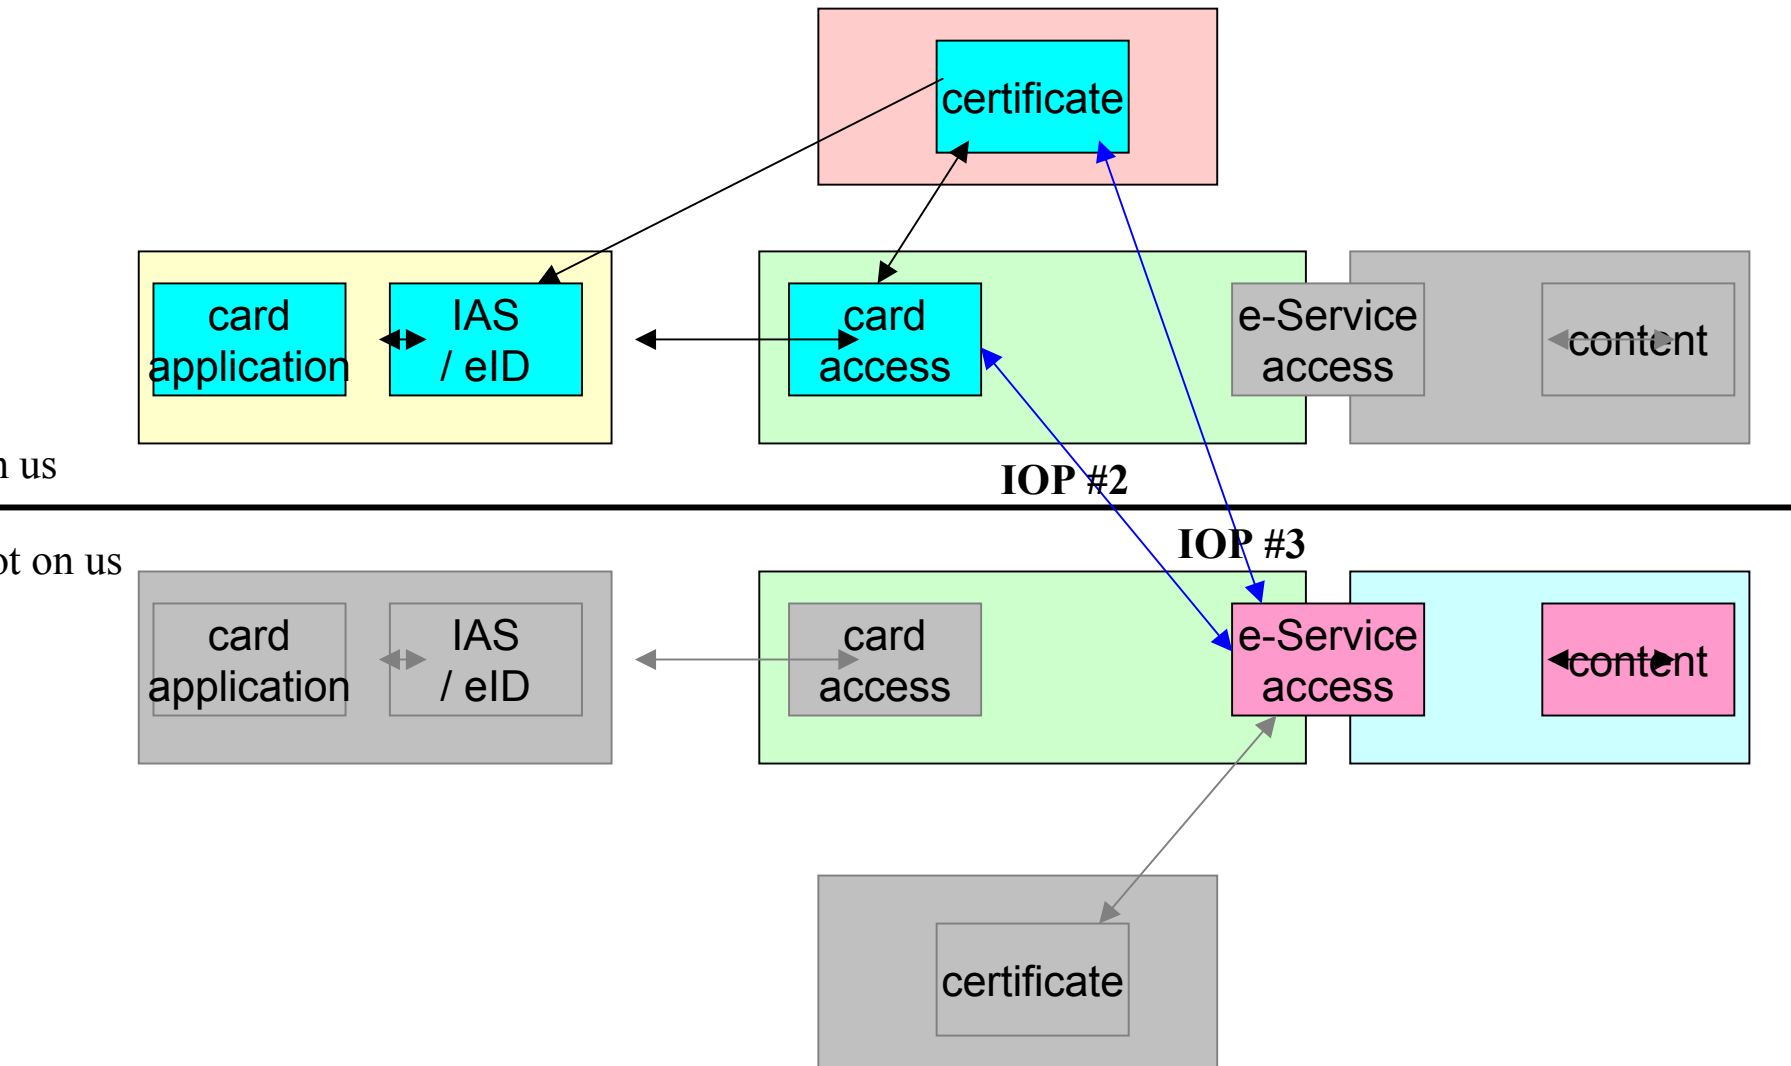 certificate
card
application
IAS
/ eID
card
access
e-Service
access
content
n us
IOP #2
IOP #3
ot on us
card
application
IAS
/ eID
card
access
e-Service
access
content
certificate